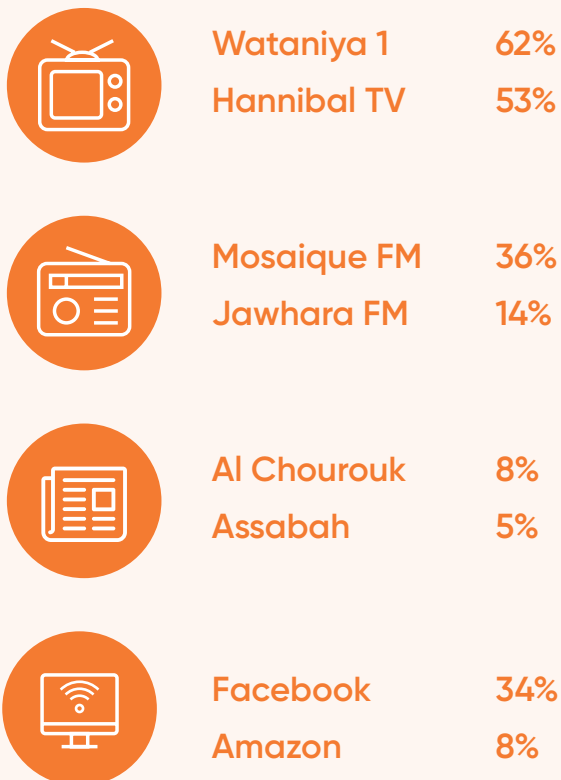 Wataniya 1 62%
Hannibal TV 53%
Mosaique FM 36%
Jawhara FM 14%
Al Chourouk 8%
Assabah 5%
Facebook 34%
Amazon 8%